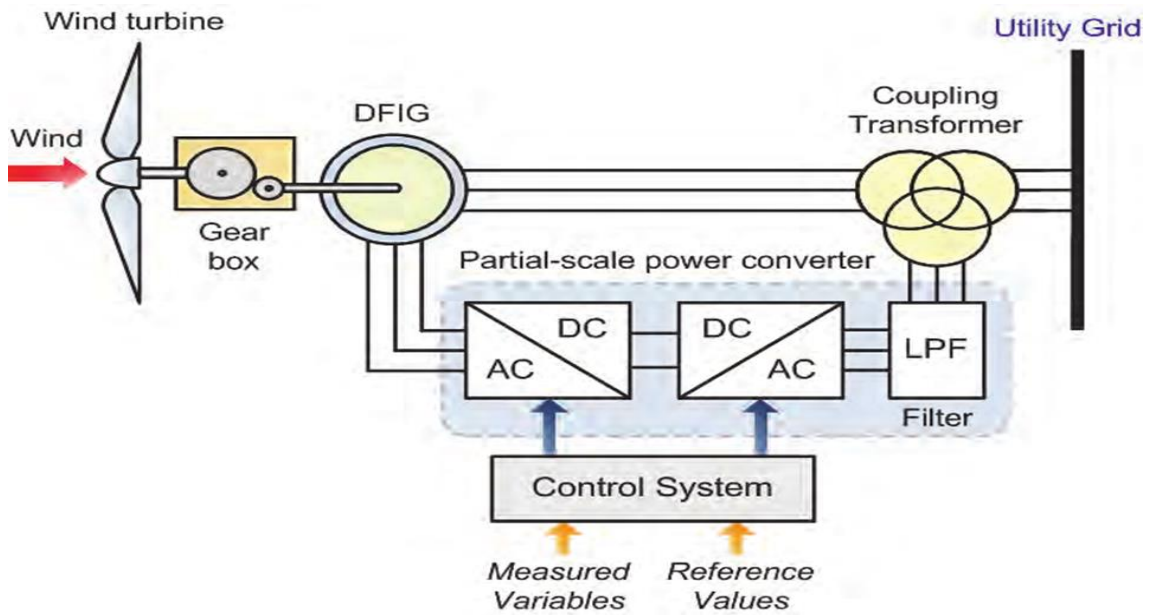 Wind turbine
Utility Grid
Wind
DFIG
Coupling
Transformer
Gear
box
Partial-scale power converter
DC
AC
DC
AC
LPF
Filter
Control System
Measured
Variables
Reference
Values